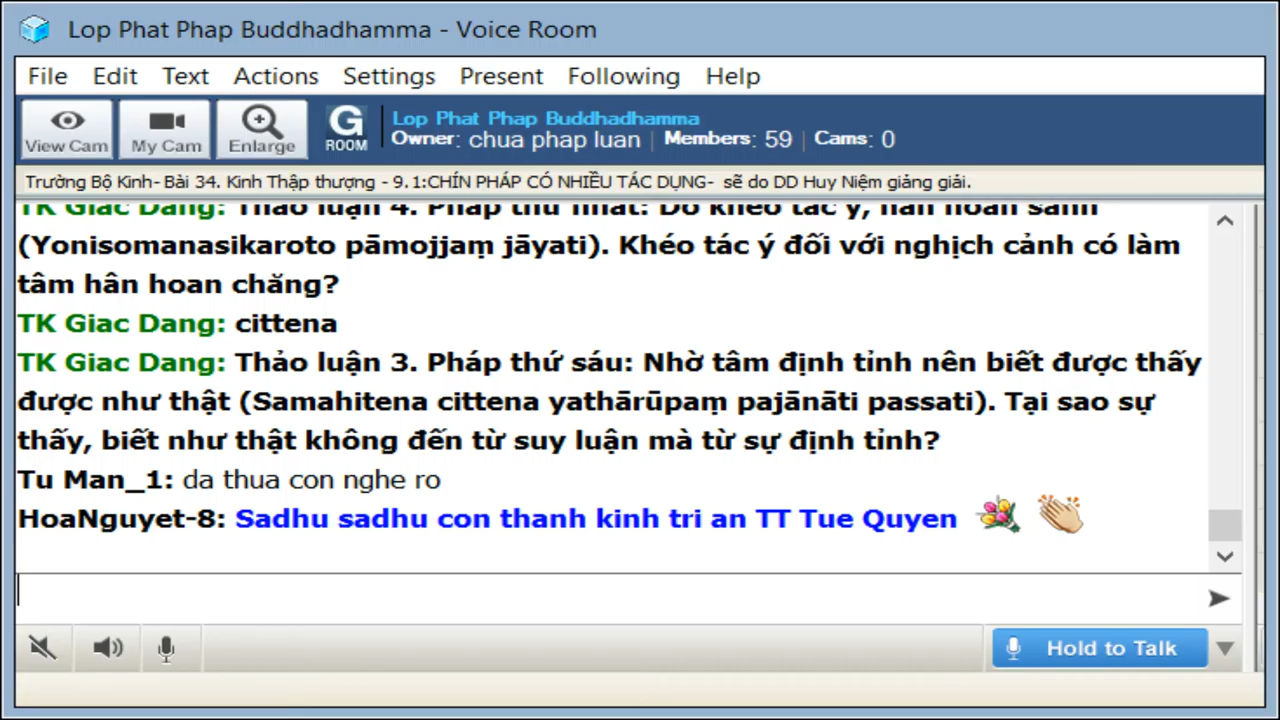 Lop Phat Phap Buddhadhamma - Voice Room
File Edit Text Actions Settings Present Following Help
View Cam My Cam Enlarge G ROOM
Lop Phat Phap Buddhadhamma
Owner: chua phap luan | Members: 59 | Cams: 0
Trường Bộ Kinh- Bài 34. Kinh Thập thượng - 9.1:CHÍN PHÁP CÓ NHIỀU TÁC DỤNG- sẽ do DD Huy Niệm giảng giải.
TK Giac Dang: Thảo luận 4. Pháp thứ nhất: Do khéo tác ý, hân hoan sanh
(Yonisomanasikaroto pāmojjaṃ jāyati). Khéo tác ý đối với nghịch cảnh có làm
tâm hân hoan chăng?
TK Giac Dang: cittena
TK Giac Dang: Thảo luận 3. Pháp thứ sáu: Nhờ tâm định tỉnh nên biết được thấy
được như thật (Samahitena cittena yathārūpaṃ pajānāti passati). Tại sao sự
thấy, biết như thật không đến từ suy luận mà từ sự định tỉnh?
Tu Man_1: da thua con nghe ro
HoaNguyet-8: Sadhu sadhu con thanh kinh tri an TT Tue Quyen
Hold to Talk